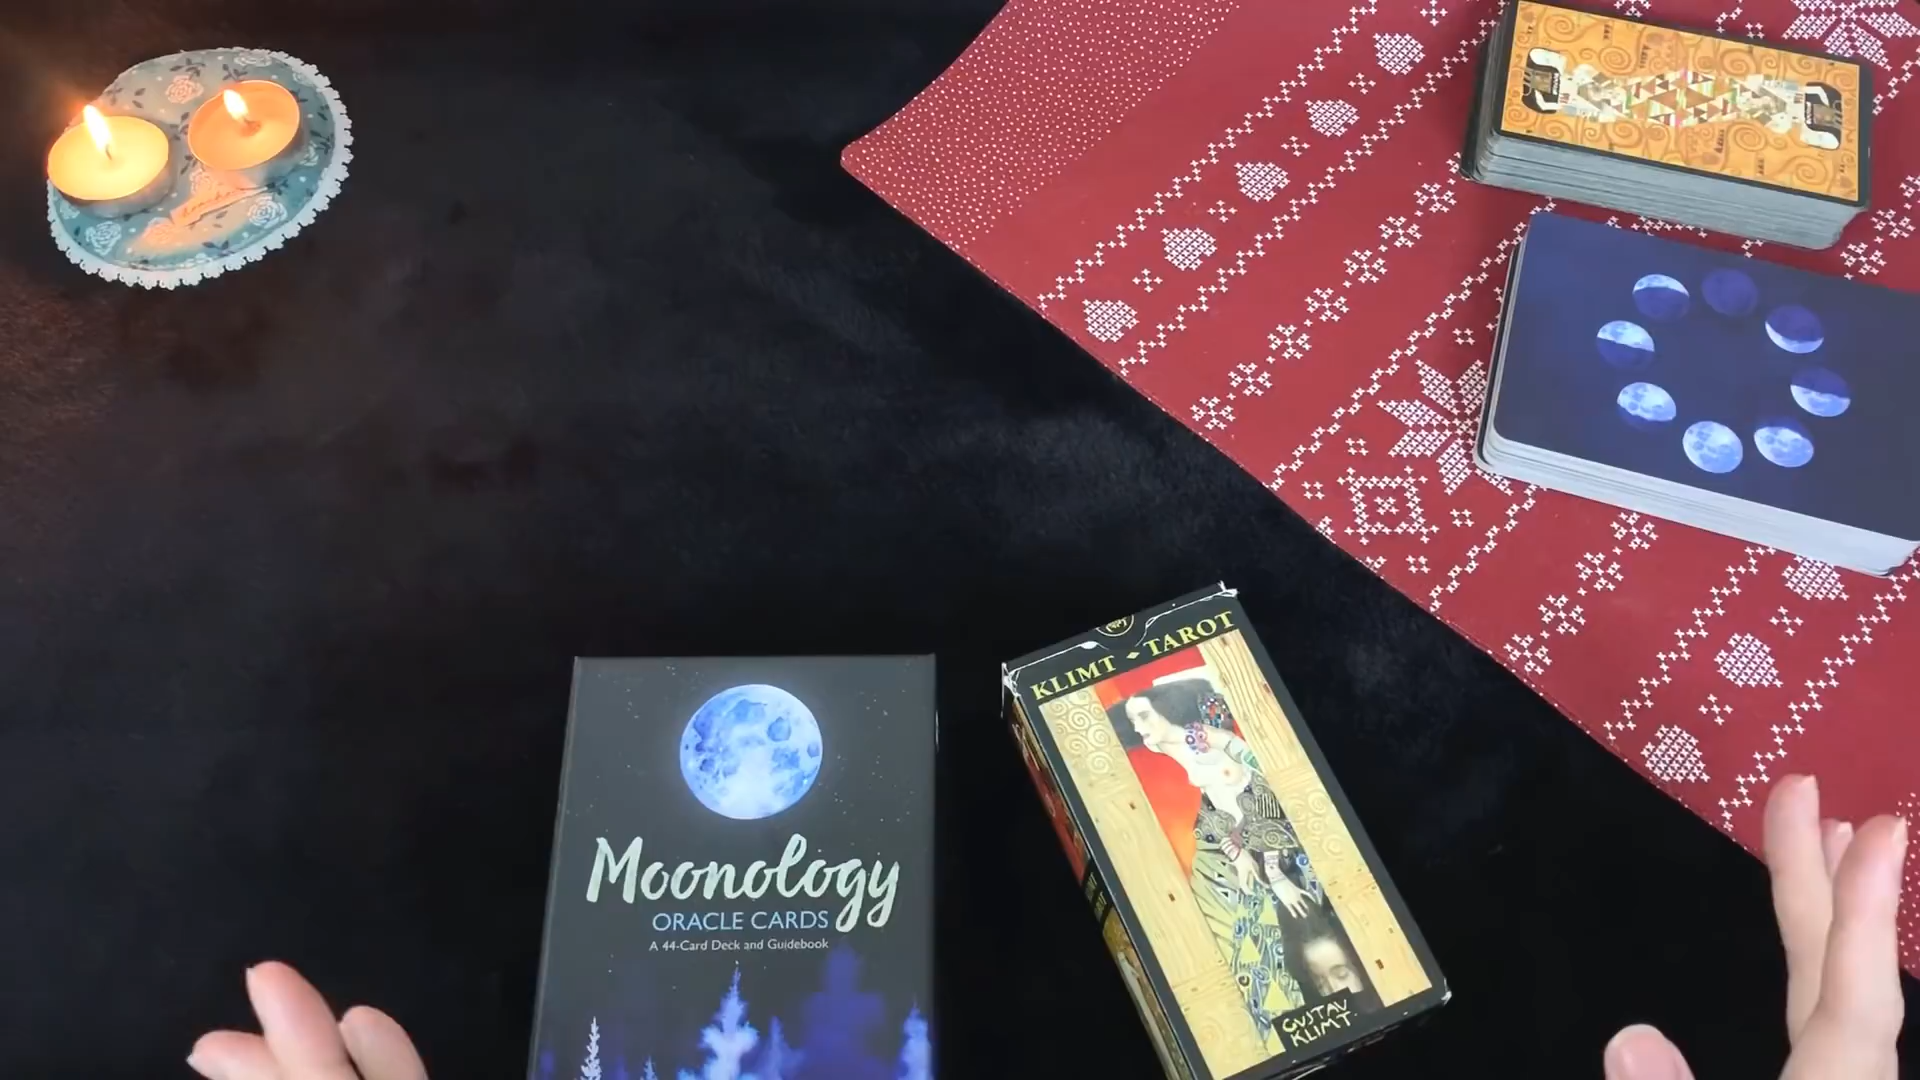 Moonology
ORACLE CARDS
A 44-Card Deck and Guidebook
KLIMT TAROT
GUSTAV
KLIMT